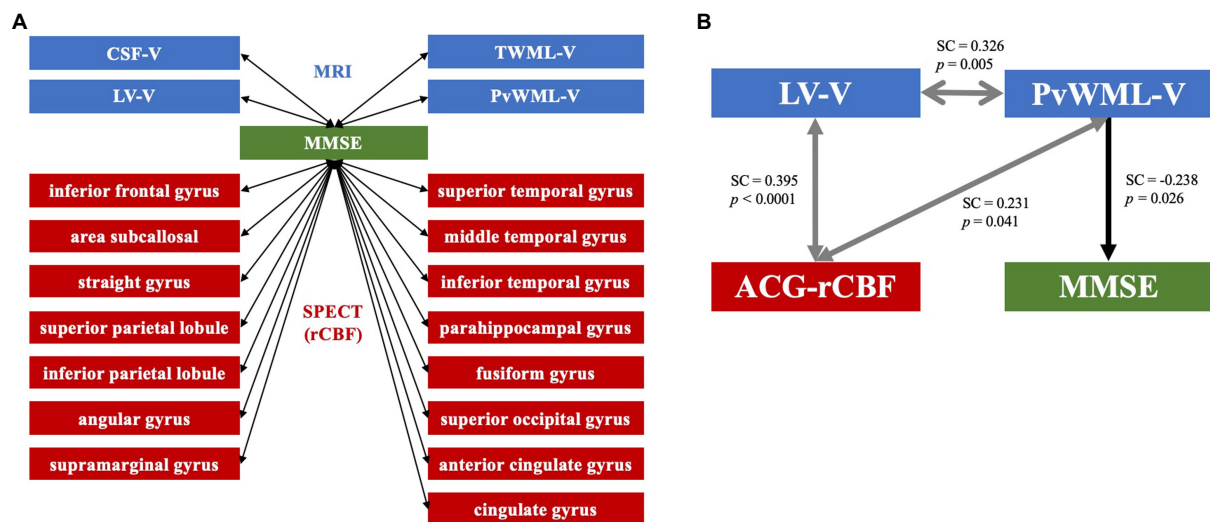 A
CSF-V
TWML-V
MRI
LV-V
PvWML-V
MMSE
inferior frontal gyrus
superior temporal gyrus
area subcallosal
middle temporal gyrus
straight gyrus
inferior temporal gyrus
SPECT
(rCBF)
superior parietal lobule
parahippocampal gyrus
inferior parietal lobule
fusiform gyrus
angular gyrus
superior occipital gyrus
supramarginal gyrus
anterior cingulate gyrus
cingulate gyrus
B
SC = 0.326
p = 0.005
LV-V
PvWML-V
SC = 0.395
p < 0.0001
SC = 0.231
p = 0.041
SC = -0.238
p = 0.026
ACG-rCBF
MMSE